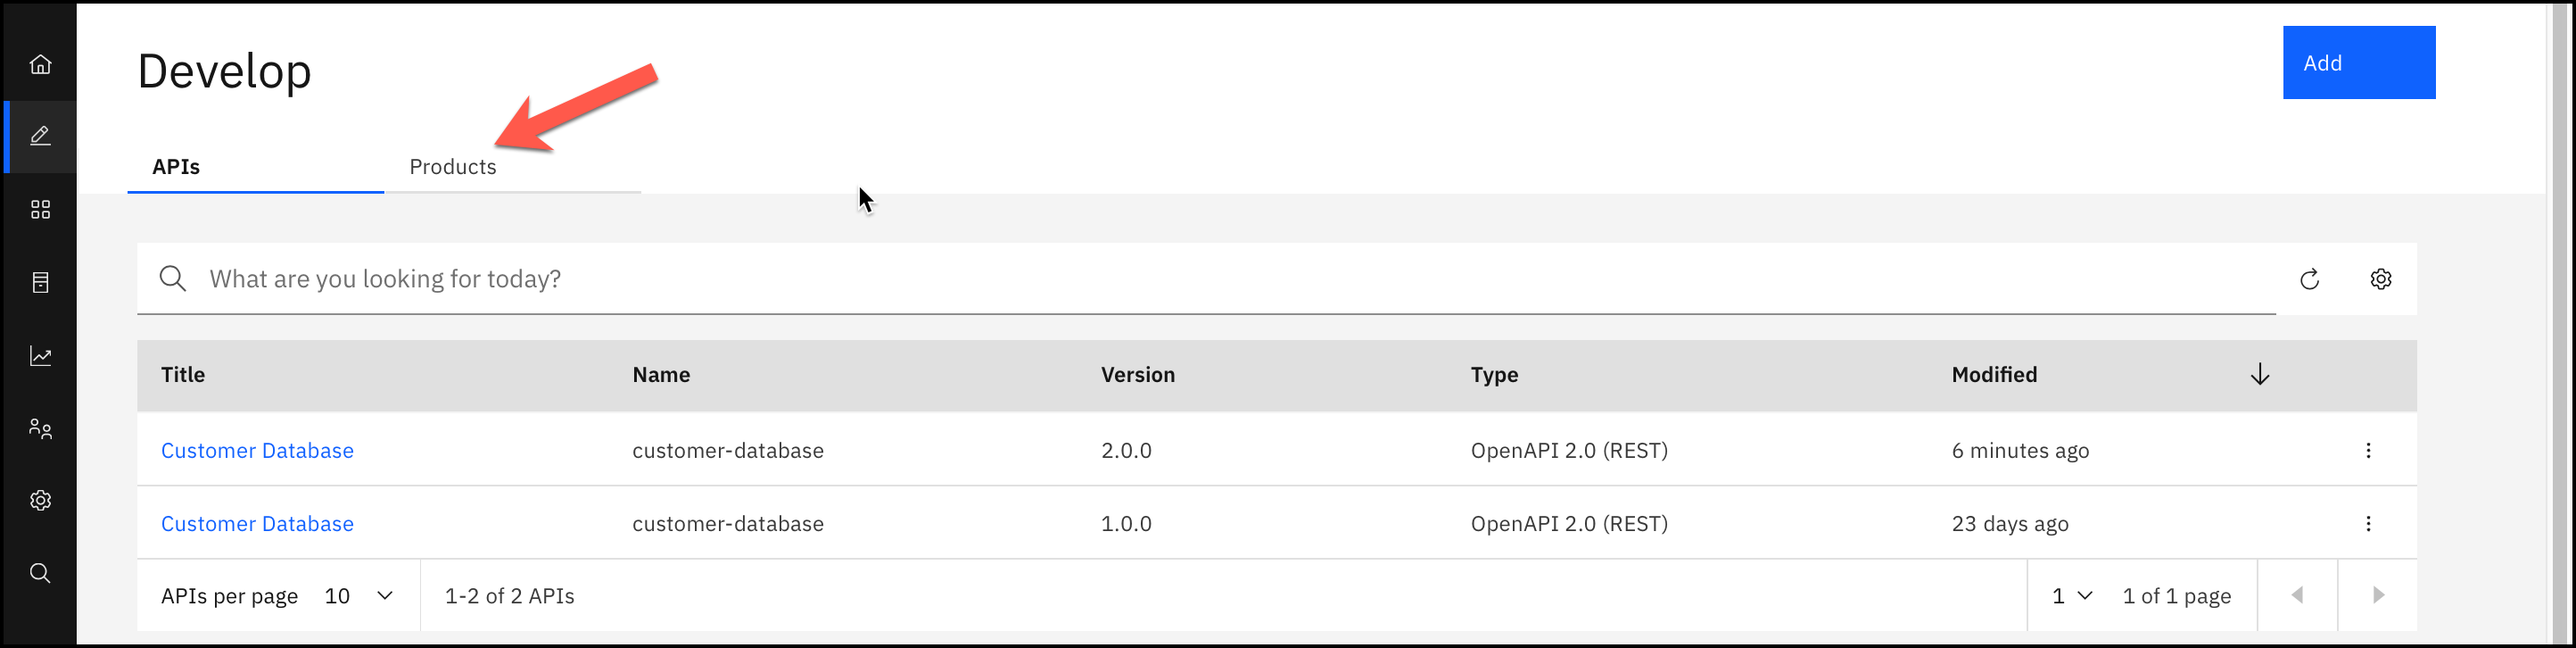 Develop
Add
APIs Products
What are you looking for today?
Title Name Version Type Modified
Customer Database customer-database 2.0.0 OpenAPI 2.0 (REST) 6 minutes ago
Customer Database customer-database 1.0.0 OpenAPI 2.0 (REST) 23 days ago
APIs per page 10 1-2 of 2 APIs 1 1 of 1 page